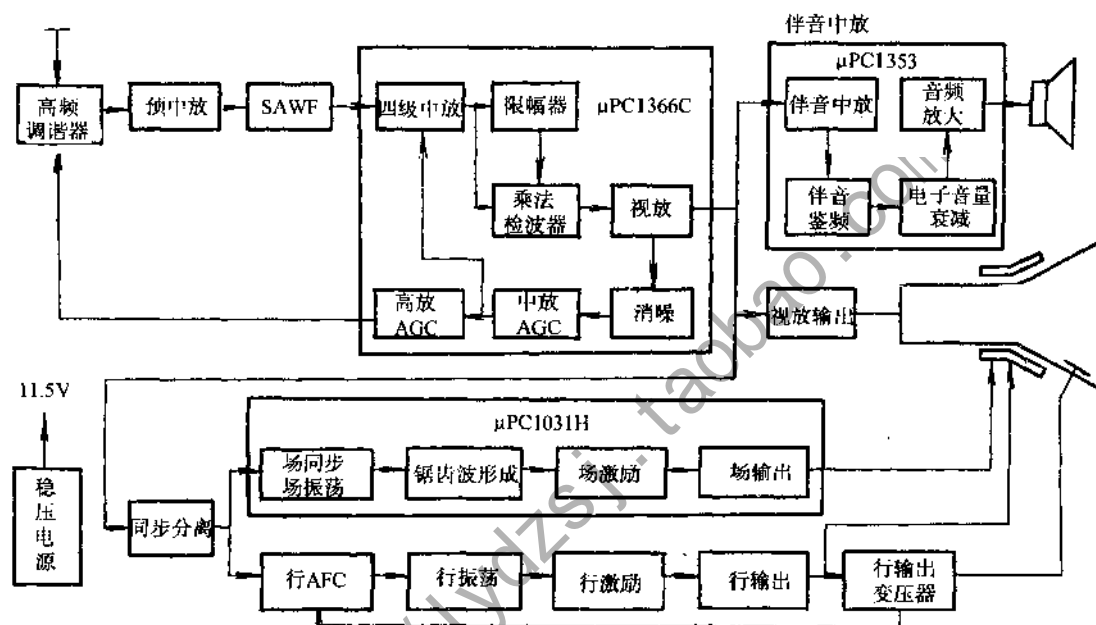 伴音中放
μPC1353
高频
调谐器
预中放
SAWF
四级中放
限幅器
μPC1366C
伴音中放
音频
放大
乘法
检波器
视放
伴音
鉴频
电子音量
衰减
高放
AGC
中放
AGC
消噪
视放输出
11.5V
μPC1031H
稳
压
电
源
场同步
场振荡
锯齿波形成
场激励
场输出
同步分离
行AFC
行振荡
行激励
行输出
行输出
变压器
lydzsj.taobao.com